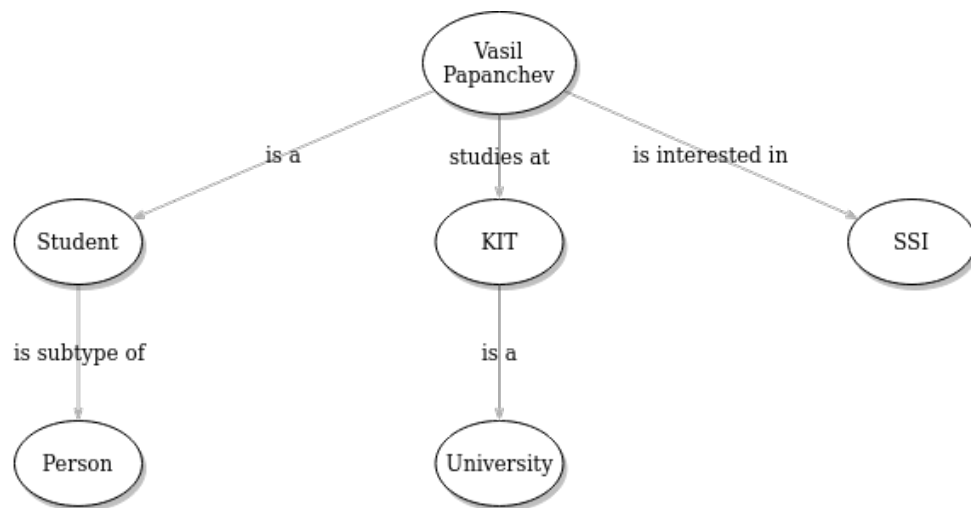 Vasil
Papanchev
is a
studies at
is interested in
Student
KIT
SSI
is subtype of
is a
Person
University